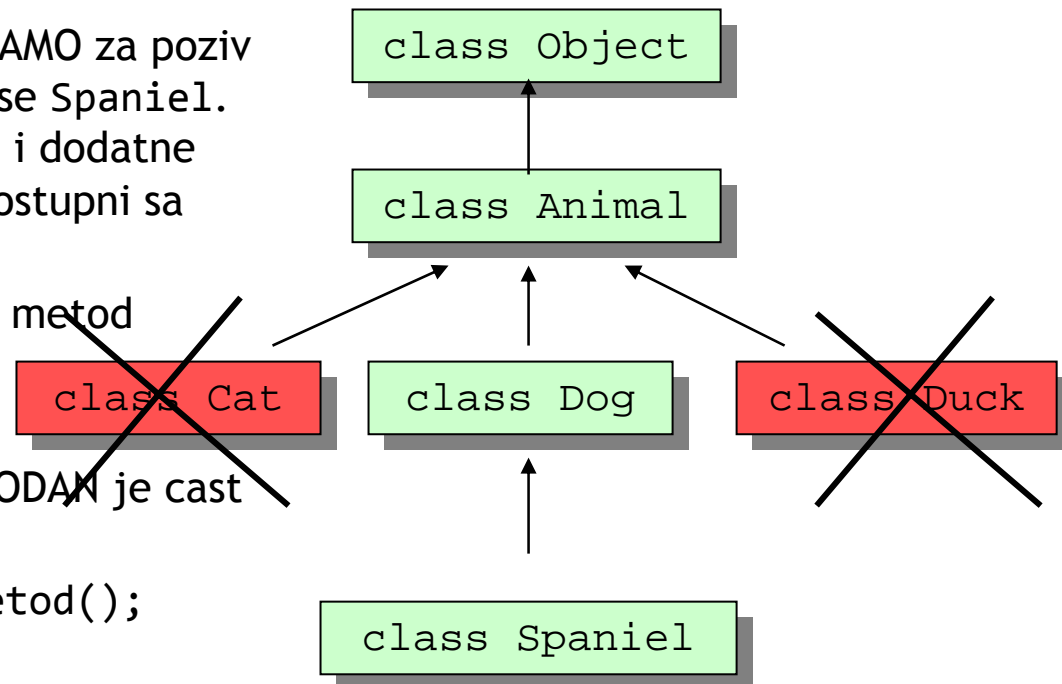 AMO za poziv
se Spaniel.
i dodatne
ostupni sa
metod
ODAN je cast
etod();
class Object
class Animal
class Cat
class Dog
class Duck
class Spaniel